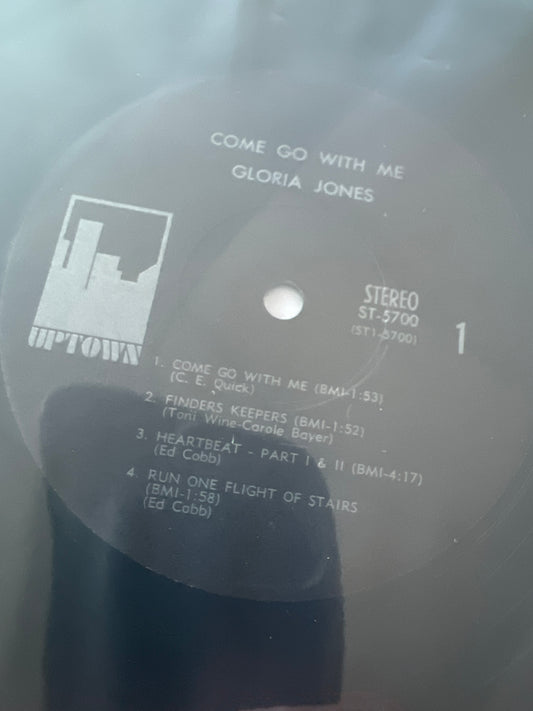 COME GO WITH ME
GLORIA JONES
UPTOWN
STEREO
ST-5700
(ST1-5700)
1
1. COME GO WITH ME (BMI-1:53)
(C. E. Quick)
2. FINDERS KEEPERS (BMI-1:52)
(Toni Wine-Carole Bayer)
3. HEARTBEAT - PART I & II (BMI-4:17)
(Ed Cobb)
4. RUN ONE FLIGHT OF STAIRS
(BMI-1:58)
(Ed Cobb)